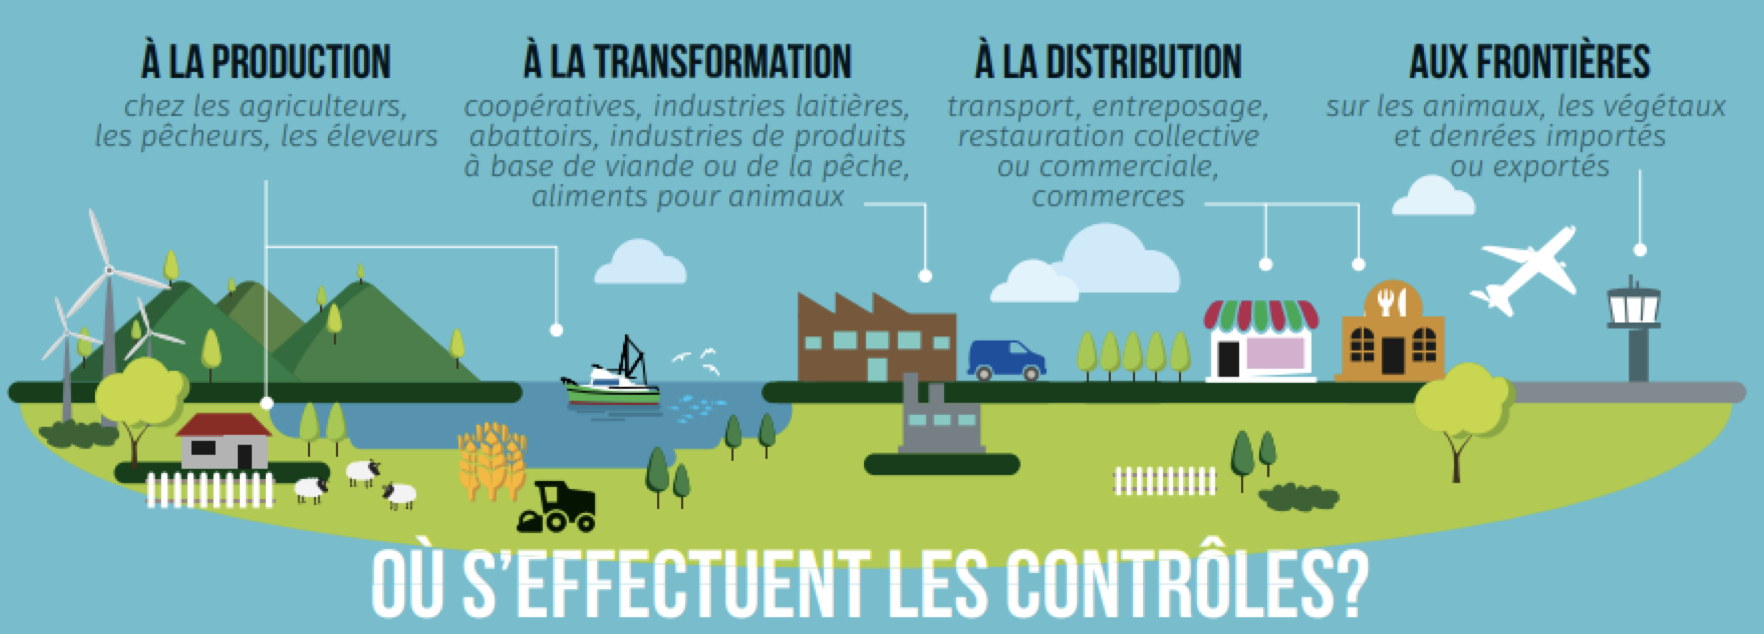 À LA PRODUCTION
chez les agriculteurs,
les pêcheurs, les éleveurs
À LA TRANSFORMATION
coopératives, industries laitières,
abattoirs, industries de produits
à base de viande ou de la pêche,
aliments pour animaux
À LA DISTRIBUTION
transport, entreposage,
restauration collective
ou commerciale,
commerces
AUX FRONTIÈRES
sur les animaux, les végétaux
et denrées importés
ou exportés
OÙ S'EFFECTUENT LES CONTRÔLES?